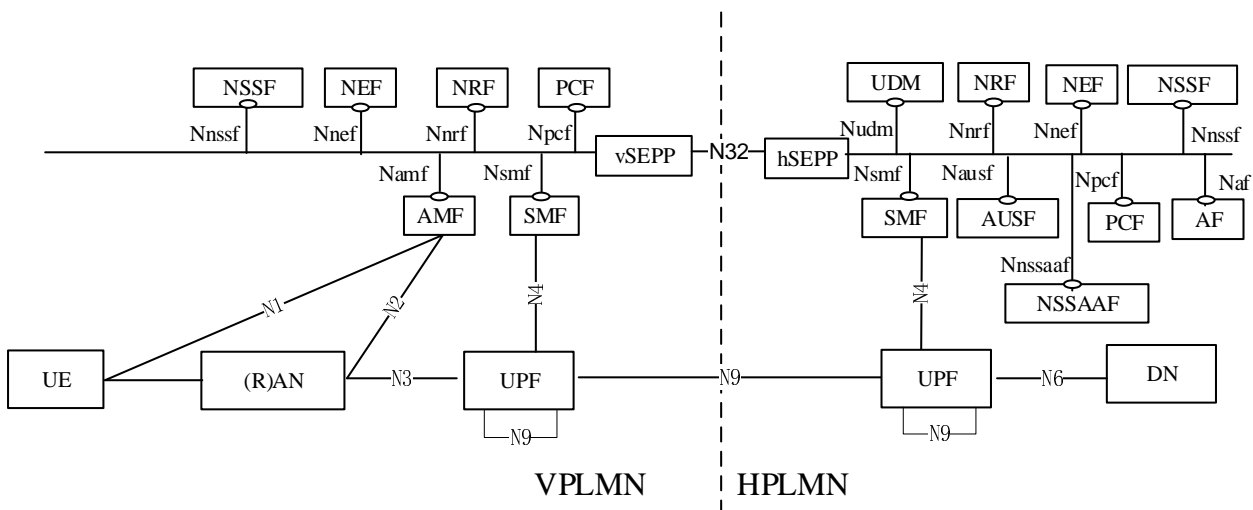 NSSF NEF NRF PCF UDM NRF NEF NSSF
Nnssf Nnef Nnrf Npcf Nudm Nnrf Nnef Nnssf
vSEPP N32 hSEPP
Namf Nsmf Nsmf Nausf Npcf Naf
AMF SMF SMF AUSF PCF AF
Nnssaaf
N1 N2 N4 N4 NSSAAF
UE (R)AN N3 UPF N9 UPF N6 DN
N9 N9
VPLMN HPLMN